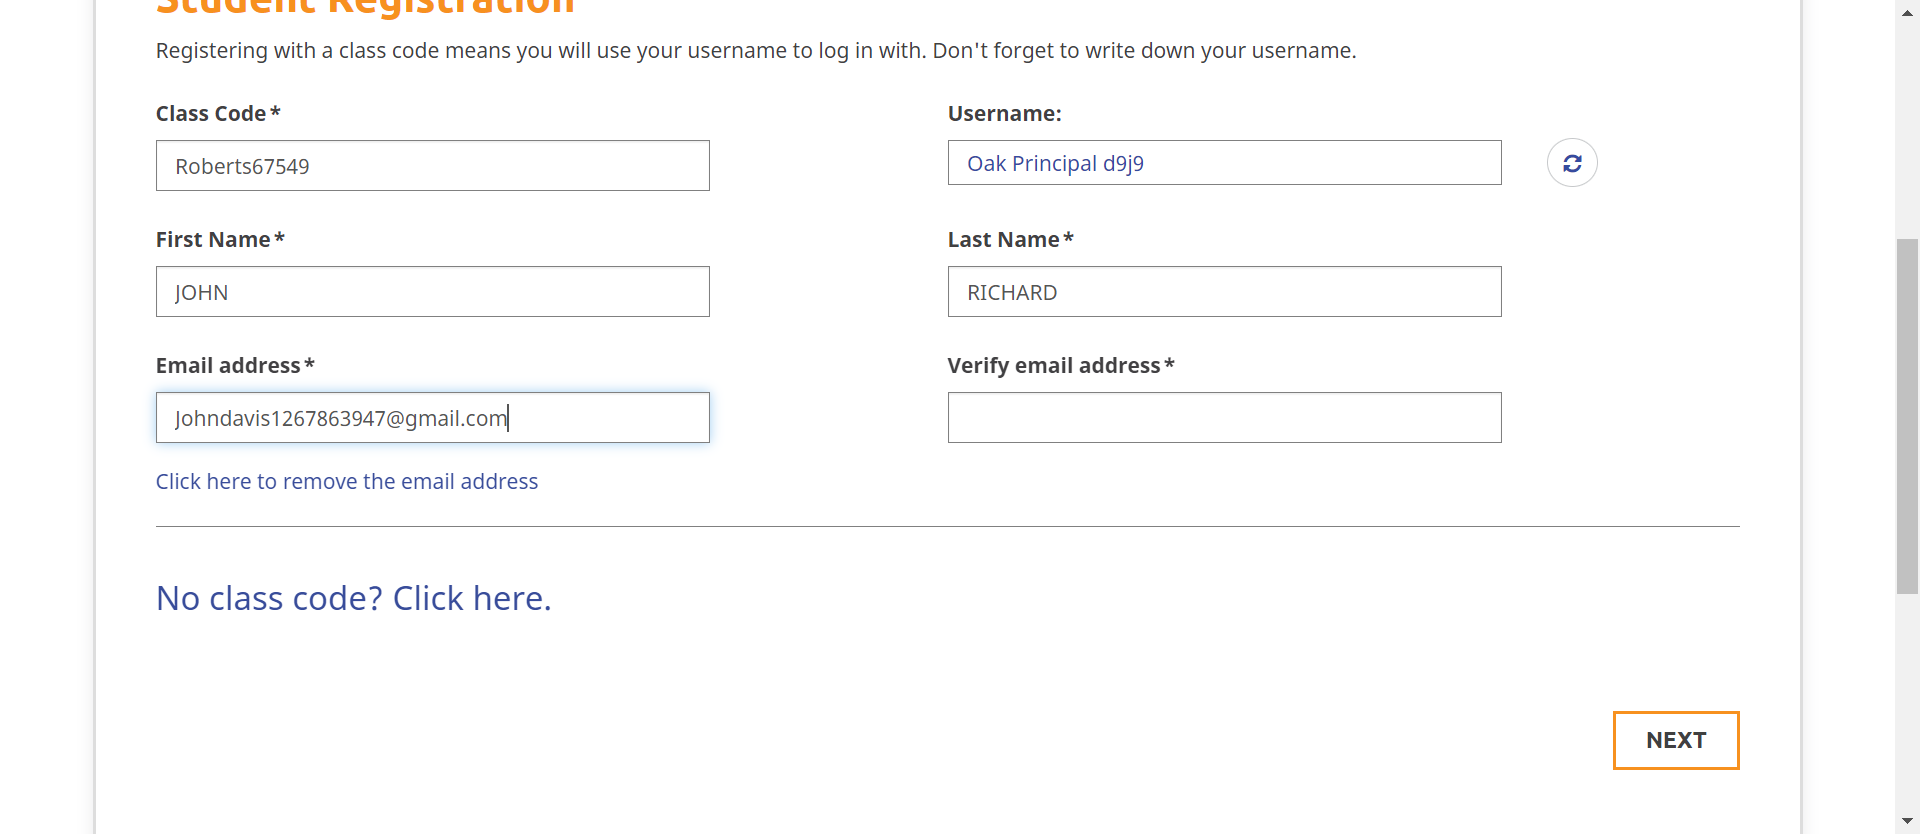 Student Registration
Registering with a class code means you will use your username to log in with. Don't forget to write down your username.
Class Code*
Username:
Roberts67549
Oak Principal d9j9
First Name*
Last Name*
JOHN
RICHARD
Email address*
Verify email address*
Johndavis1267863947@gmail.com
Click here to remove the email address
No class code? Click here.
NEXT